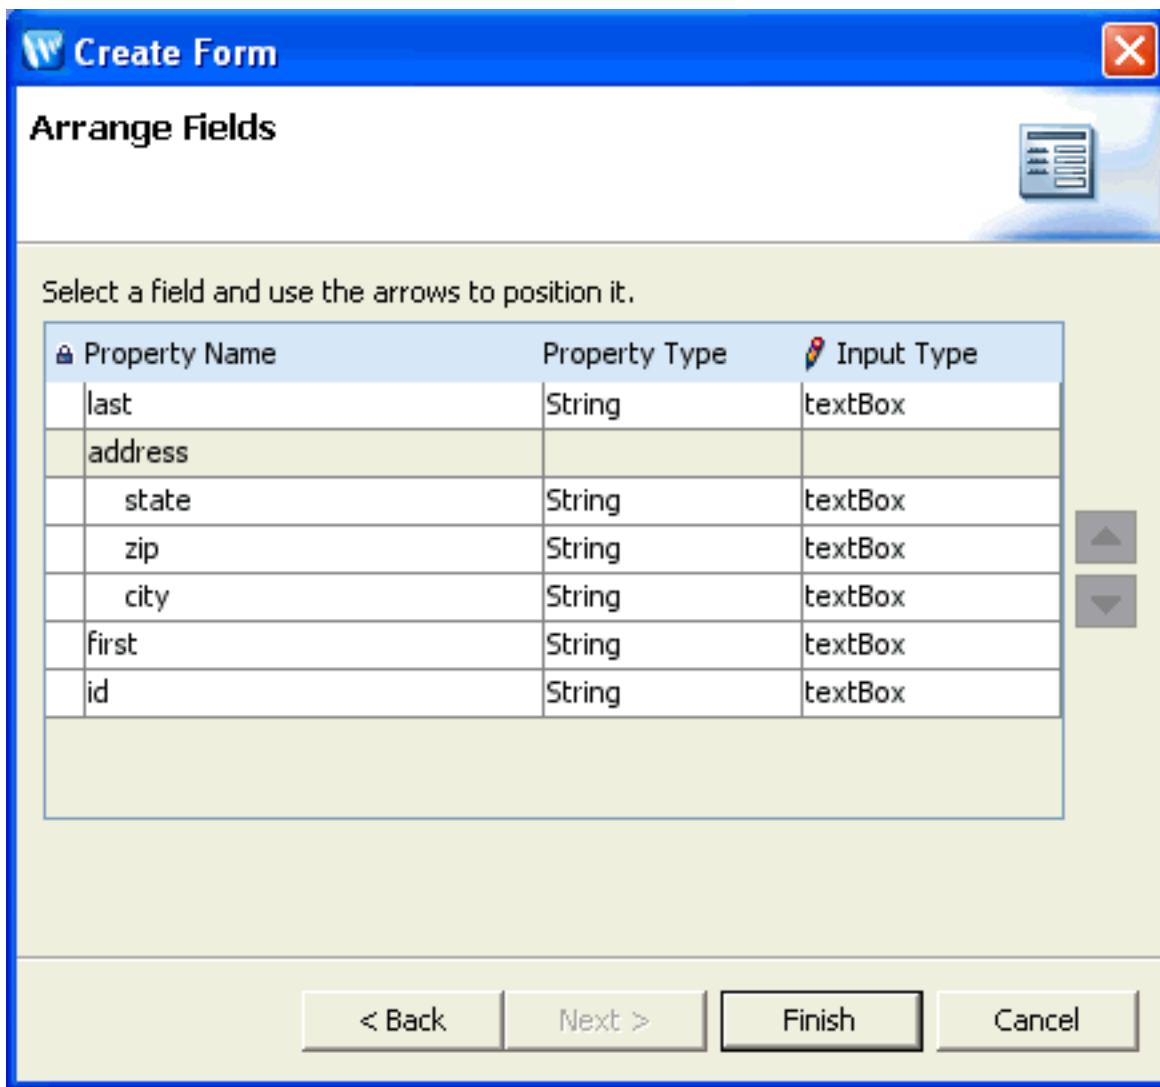 Create Form
Arrange Fields
Select a field and use the arrows to position it.
Property Name Property Type Input Type
last String textBox
address
state String textBox
zip String textBox
city String textBox
first String textBox
id String textBox
< Back Next > Finish Cancel